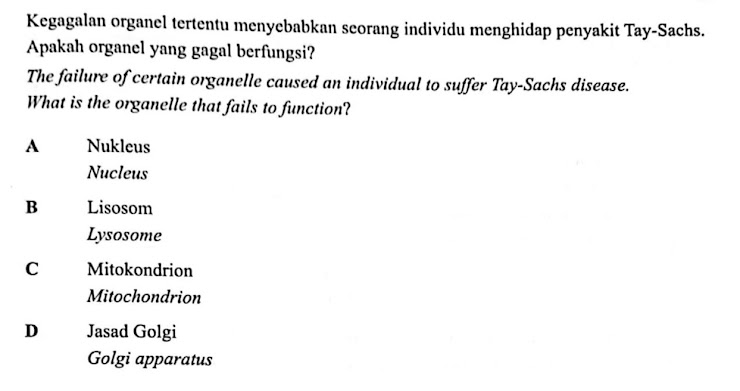 Kegagalan organel tertentu menyebabkan seorang individu menghidap penyakit Tay-Sachs.
Apakah organel yang gagal berfungsi?
The failure of certain organelle caused an individual to suffer Tay-Sachs disease.
What is the organelle that fails to function?
A Nukleus
Nucleus
B Lisosom
Lysosome
C Mitokondrion
Mitochondrion
D Jasad Golgi
Golgi apparatus